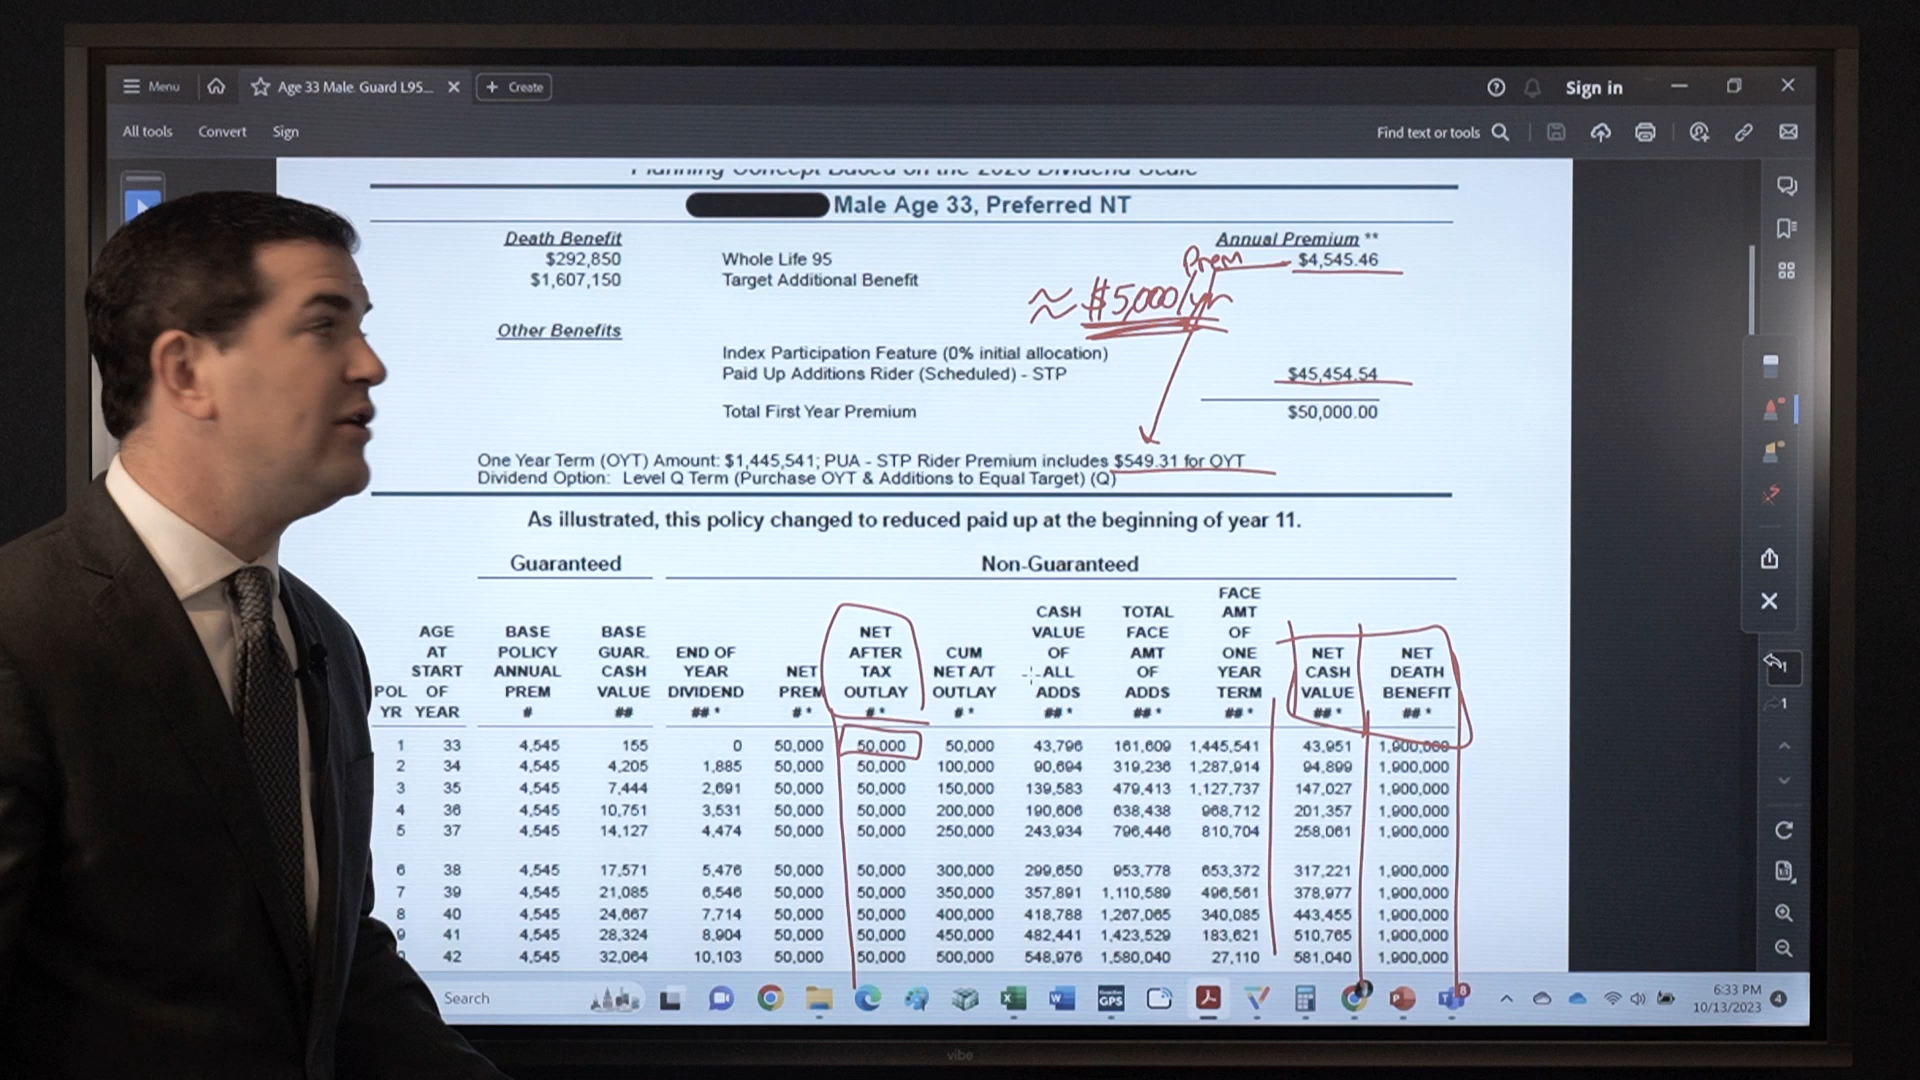 Menu
Age 33 Male. Guard L95...
Create
Sign in
All tools
Convert
Sign
Find text or tools
Planning Concept Based on the 2020 Dividend Scale
Male Age 33, Preferred NT
Death Benefit
Annual Premium **
$292,850 Whole Life 95 $4,545.46
Prem
$1,607,150 Target Additional Benefit
≈ $5,000/yr
Other Benefits
Index Participation Feature (0% initial allocation)
Paid Up Additions Rider (Scheduled) - STP $45,454.54
Total First Year Premium $50,000.00
One Year Term (OYT) Amount: $1,445,541; PUA - STP Rider Premium includes $549.31 for OYT
Dividend Option: Level Q Term (Purchase OYT & Additions to Equal Target) (Q)
As illustrated, this policy changed to reduced paid up at the beginning of year 11.
Guaranteed Non-Guaranteed
FACE
CASH TOTAL AMT
AGE BASE BASE NET VALUE FACE OF NET NET
AT POLICY GUAR. END OF AFTER CUM OF AMT ONE CASH DEATH
START ANNUAL CASH YEAR NET TAX NET A/T ALL OF YEAR VALUE BENEFIT
POL OF PREM VALUE DIVIDEND PREM OUTLAY OUTLAY ADDS ADDS TERM
YR YEAR # ## ## * # * # * # * ## * ## * ## * ## * ## *
1 33 4,545 155 0 50,000 50,000 50,000 43,796 161,609 1,445,541 43,951 1,900,000
2 34 4,545 4,205 1,885 50,000 50,000 100,000 90,694 319,236 1,287,914 94,899 1,900,000
3 35 4,545 7,444 2,691 50,000 50,000 150,000 139,583 479,413 1,127,737 147,027 1,900,000
4 36 4,545 10,751 3,531 50,000 50,000 200,000 190,606 638,438 968,712 201,357 1,900,000
5 37 4,545 14,127 4,474 50,000 50,000 250,000 243,934 796,446 810,704 258,061 1,900,000
6 38 4,545 17,571 5,476 50,000 50,000 300,000 299,650 953,778 653,372 317,221 1,900,000
7 39 4,545 21,085 6,546 50,000 50,000 350,000 357,891 1,110,589 496,561 378,977 1,900,000
8 40 4,545 24,667 7,714 50,000 50,000 400,000 418,788 1,267,065 340,085 443,455 1,900,000
9 41 4,545 28,324 8,904 50,000 50,000 450,000 482,441 1,423,529 183,621 510,765 1,900,000
42 4,545 32,064 10,103 50,000 50,000 500,000 548,976 1,580,040 27,110 581,040 1,900,000
Search
GPS
8
6:33 PM
10/13/2023
4
vibe